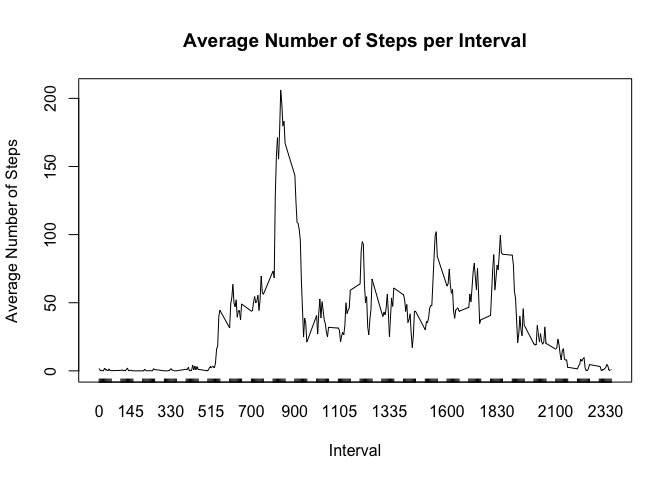 Average Number of Steps per Interval
Average Number of Steps
200
150
100
50
0
0 145 330 515 700 900 1105 1335 1600 1830 2100 2330
Interval